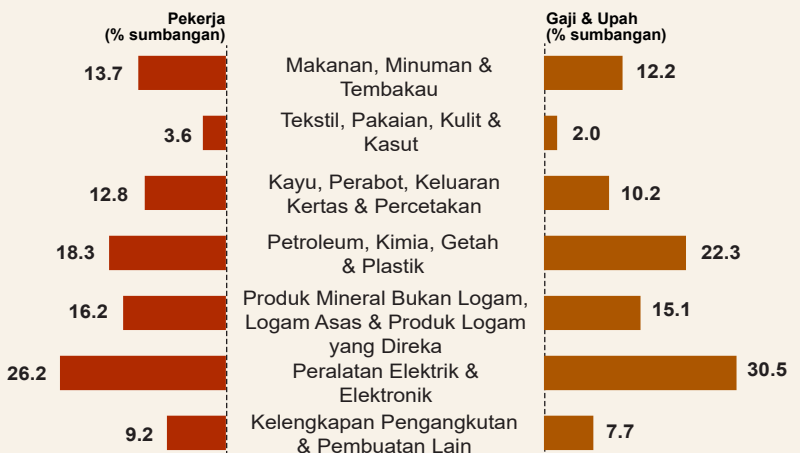 Pekerja
(% sumbangan)
Gaji & Upah
(% sumbangan)
13.7
Makanan, Minuman &
Tembakau
12.2
3.6
Tekstil, Pakaian, Kulit &
Kasut
2.0
12.8
Kayu, Perabot, Keluaran
Kertas & Percetakan
10.2
18.3
Petroleum, Kimia, Getah
& Plastik
22.3
16.2
Produk Mineral Bukan Logam,
Logam Asas & Produk Logam
yang Direka
15.1
26.2
Peralatan Elektrik &
Elektronik
30.5
9.2
Kelengkapan Pengangkutan
& Pembuatan Lain
7.7